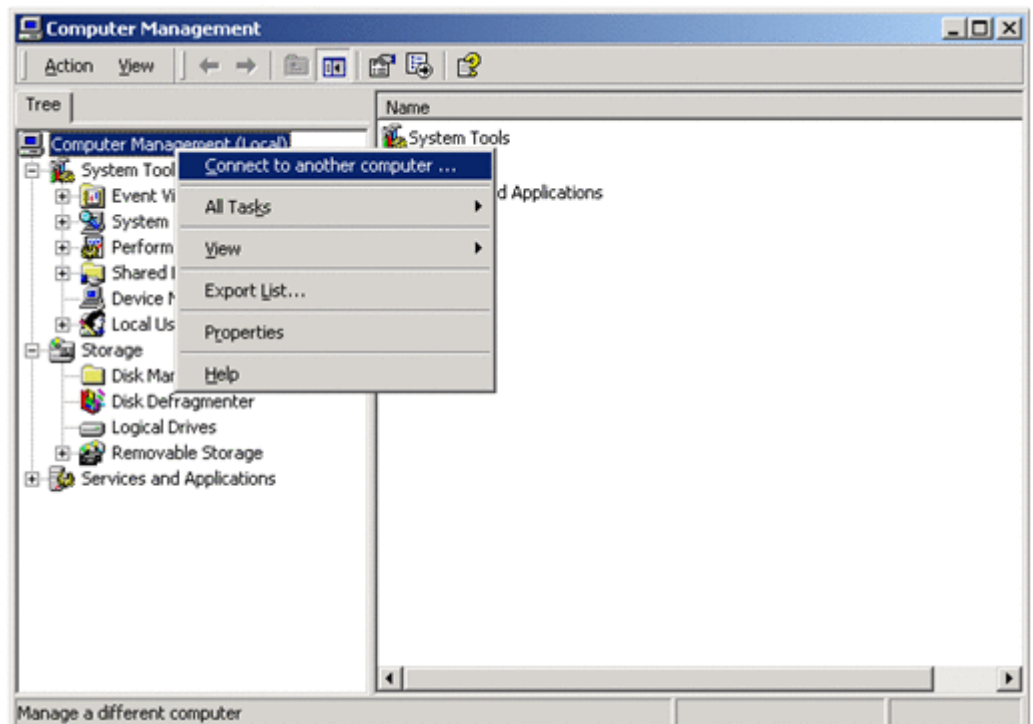 Computer Management
Action View
Tree
Name
Computer Management (Local)
System Tools
System Tool
Connect to another computer ...
Event Vi
d Applications
System
All Tasks
Perform
View
Shared
Export List...
Device
Local Us
Properties
Storage
Disk Mar
Help
Disk Defragmenter
Logical Drives
Removable Storage
Services and Applications
Manage a different computer